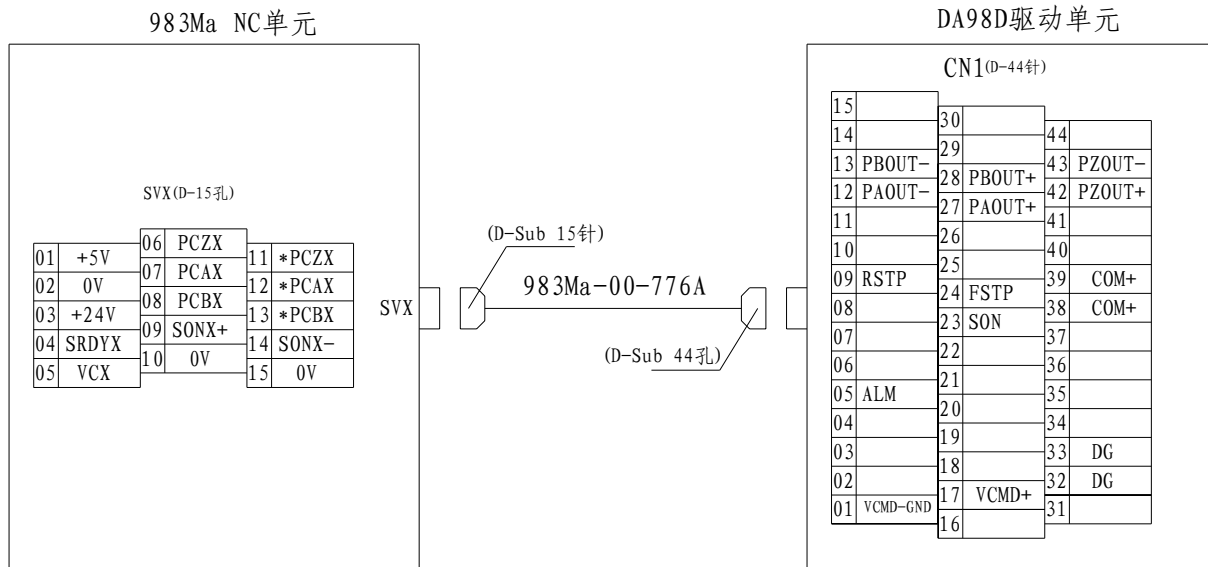 983Ma NC单元
DA98D驱动单元
CN1(D-44针)
15
30
14
44
29
13 PBOUT-
43 PZOUT-
28 PBOUT+
12 PAOUT-
42 PZOUT+
27 PAOUT+
11
41
26
10
40
25
09 RSTP
39 COM+
24 FSTP
08
38 COM+
23 SON
07
37
22
06
36
21
05 ALM
35
20
04
34
19
03
33 DG
18
02
32 DG
17 VCMD+
01 VCMD-GND
31
16
SVX(D-15孔)
06 PCZX
01 +5V
11 *PCZX
07 PCAX
02 0V
12 *PCAX
08 PCBX
03 +24V
13 *PCBX
09 SONX+
04 SRDYX
14 SONX-
10 0V
05 VCX
15 0V
SVX
(D-Sub 15针)
983Ma-00-776A
(D-Sub 44孔)